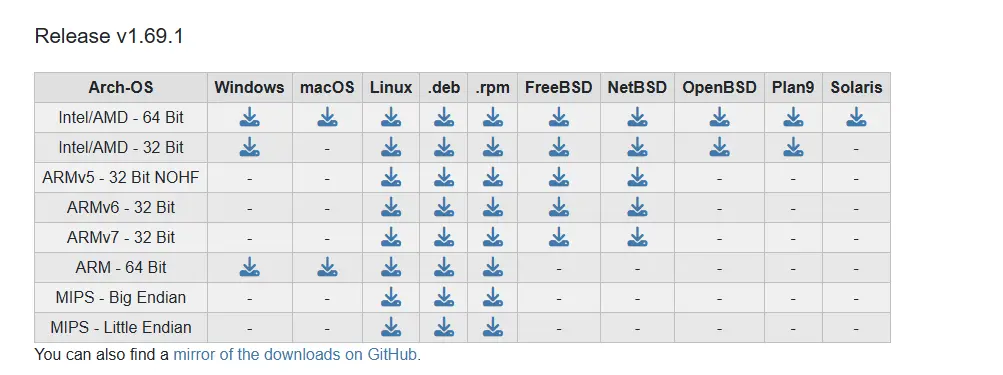 Release v1.69.1
Arch-OS Windows macOS Linux .deb .rpm FreeBSD NetBSD OpenBSD Plan9 Solaris
Intel/AMD - 64 Bit
Intel/AMD - 32 Bit - -
ARMv5 - 32 Bit NOHF - - - - -
ARMv6 - 32 Bit - - - - -
ARMv7 - 32 Bit - - - - -
ARM - 64 Bit - - - - -
MIPS - Big Endian - - - - - - -
MIPS - Little Endian - - - - - - -
You can also find a mirror of the downloads on GitHub.